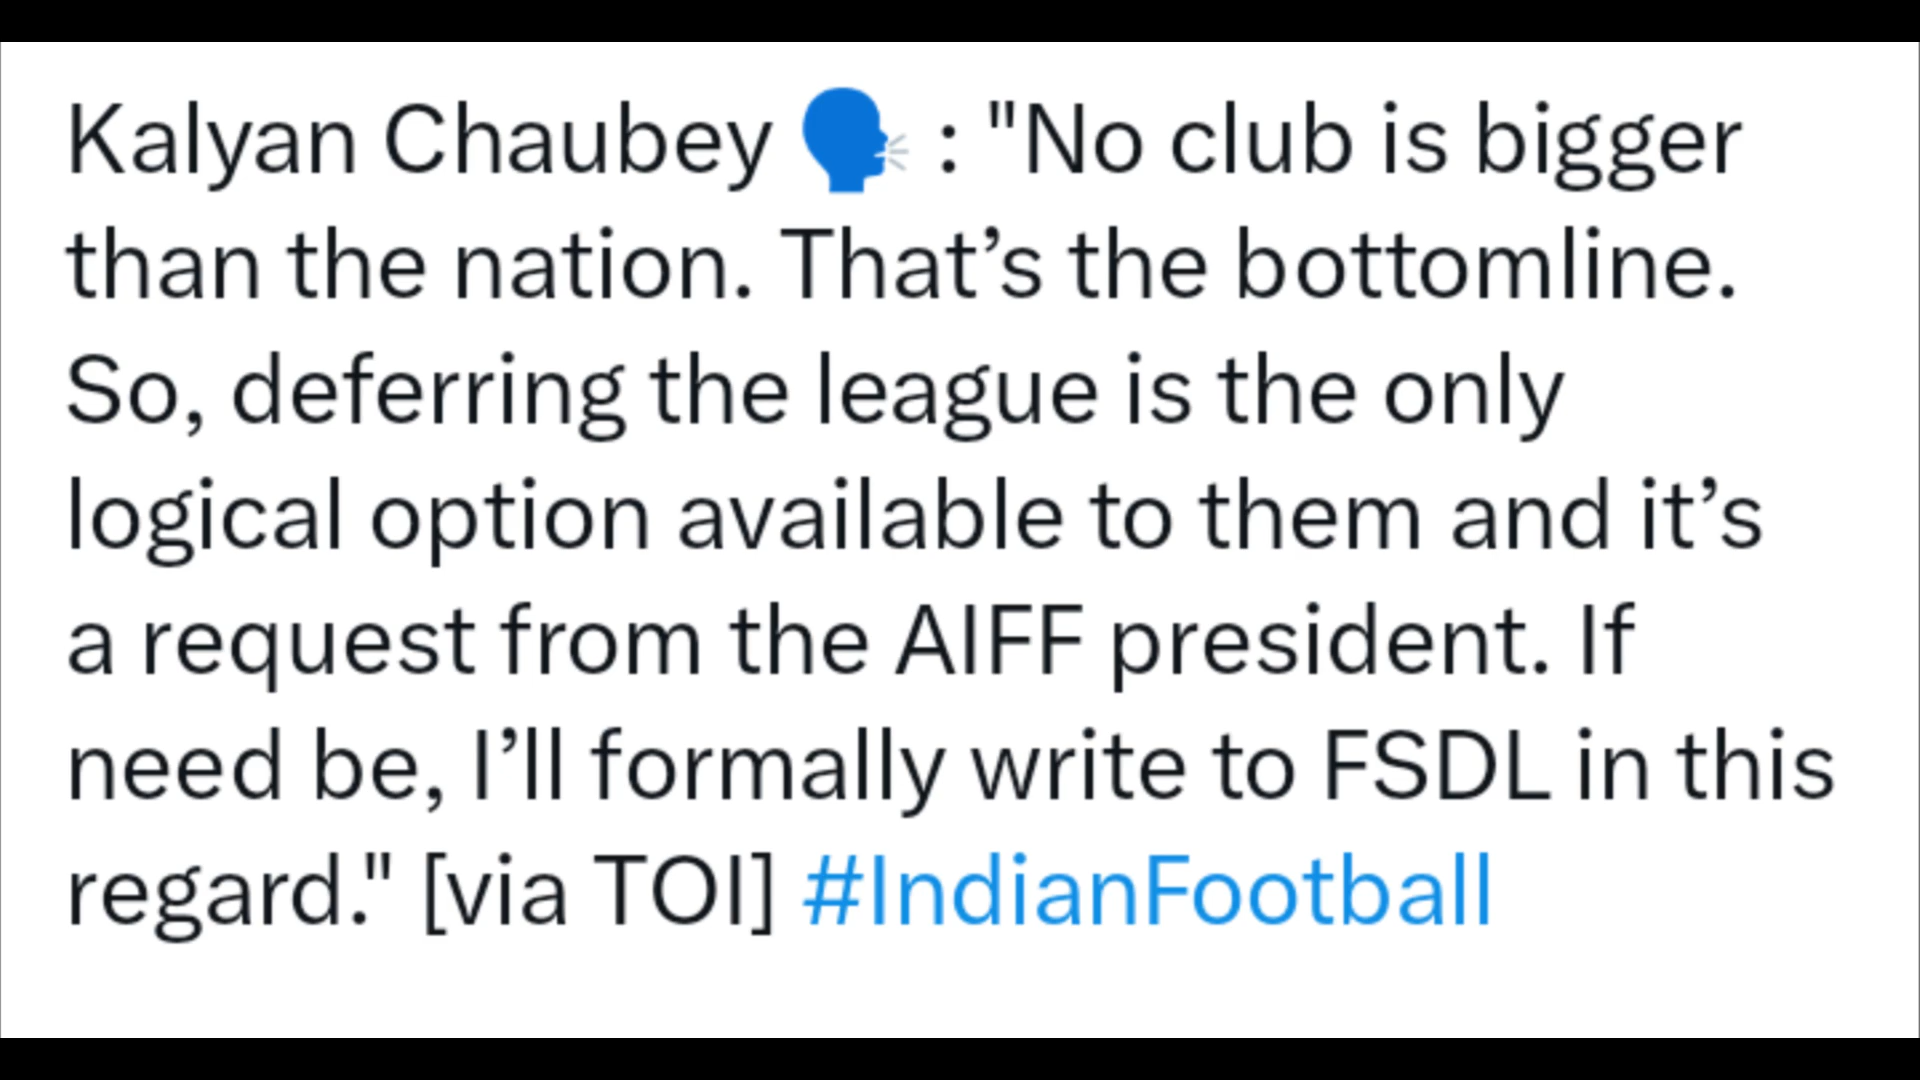 Kalyan Chaubey 🗣️ : "No club is bigger
than the nation. That’s the bottomline.
So, deferring the league is the only
logical option available to them and it’s
a request from the AIFF president. If
need be, I’ll formally write to FSDL in this
regard." [via TOI] #IndianFootball